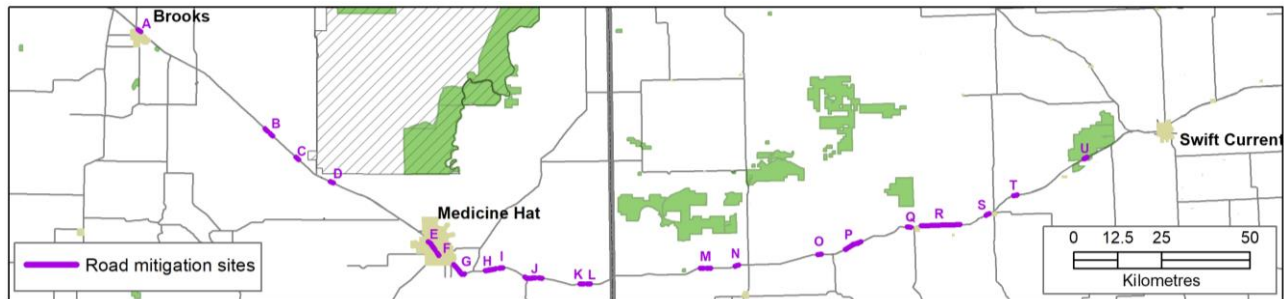 Brooks
A
B
C
D
Medicine Hat
E
F
G
H
I
J
K
L
M
N
O
P
Q
R
S
T
U
Swift Current
Road mitigation sites
0 12.5 25 50
Kilometres